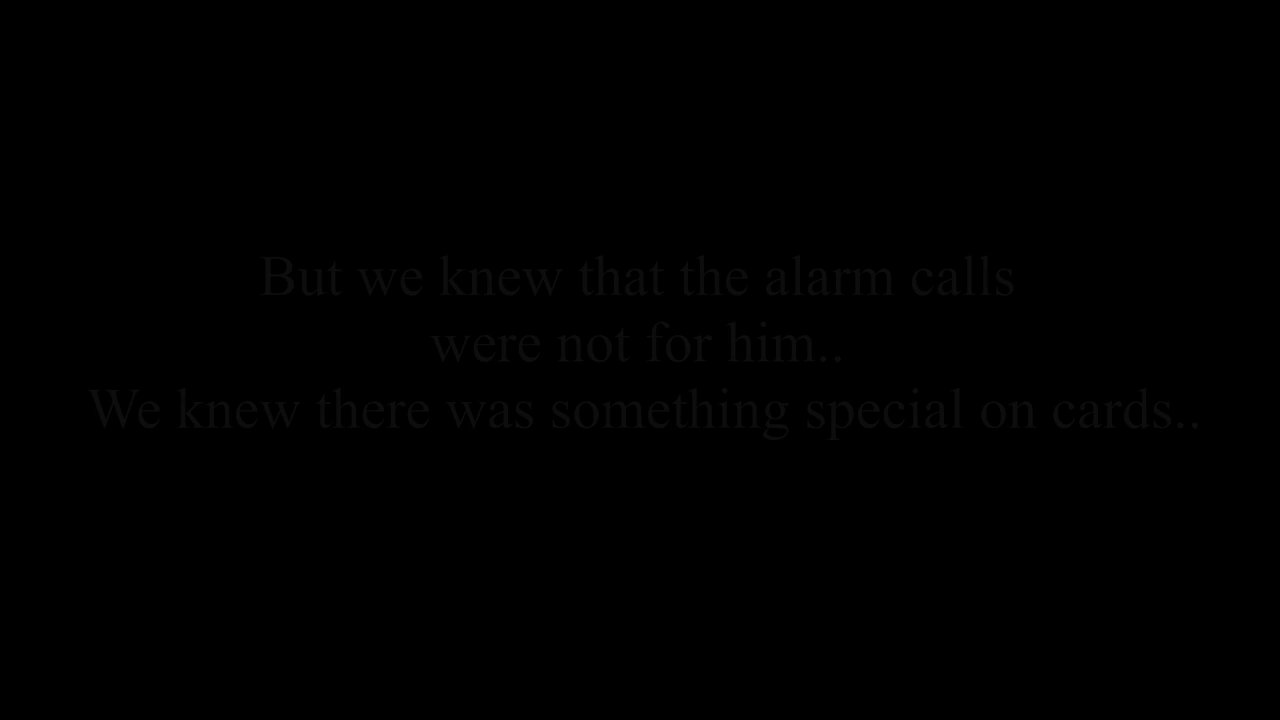 But we knew that the alarm calls
were not for him..
We knew there was something special on cards..